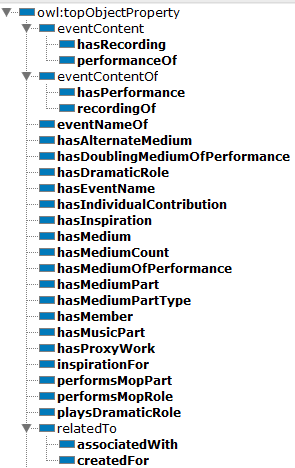 owl:topObjectProperty
eventContent
hasRecording
performanceOf
eventContentOf
hasPerformance
recordingOf
eventNameOf
hasAlternateMedium
hasDoublingMediumOfPerformance
hasDramaticRole
hasEventName
hasIndividualContribution
hasInspiration
hasMedium
hasMediumCount
hasMediumOfPerformance
hasMediumPart
hasMediumPartType
hasMember
hasMusicPart
hasProxyWork
inspirationFor
performsMopPart
performsMopRole
playsDramaticRole
relatedTo
associatedWith
createdFor